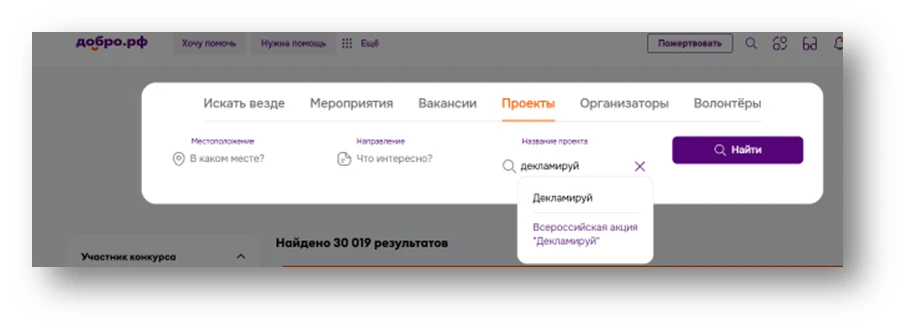 добро.рф Хочу помочь Нужна помощь Ещё Пожертвовать
Искать везде Мероприятия Вакансии Проекты Организаторы Волонтёры
Местоположение Направление Название проекта
В каком месте? Что интересно? декламируй Найти
Декламируй
Всероссийская акция
"Декламируй"
Найдено 30 019 результатов
Участник конкурса